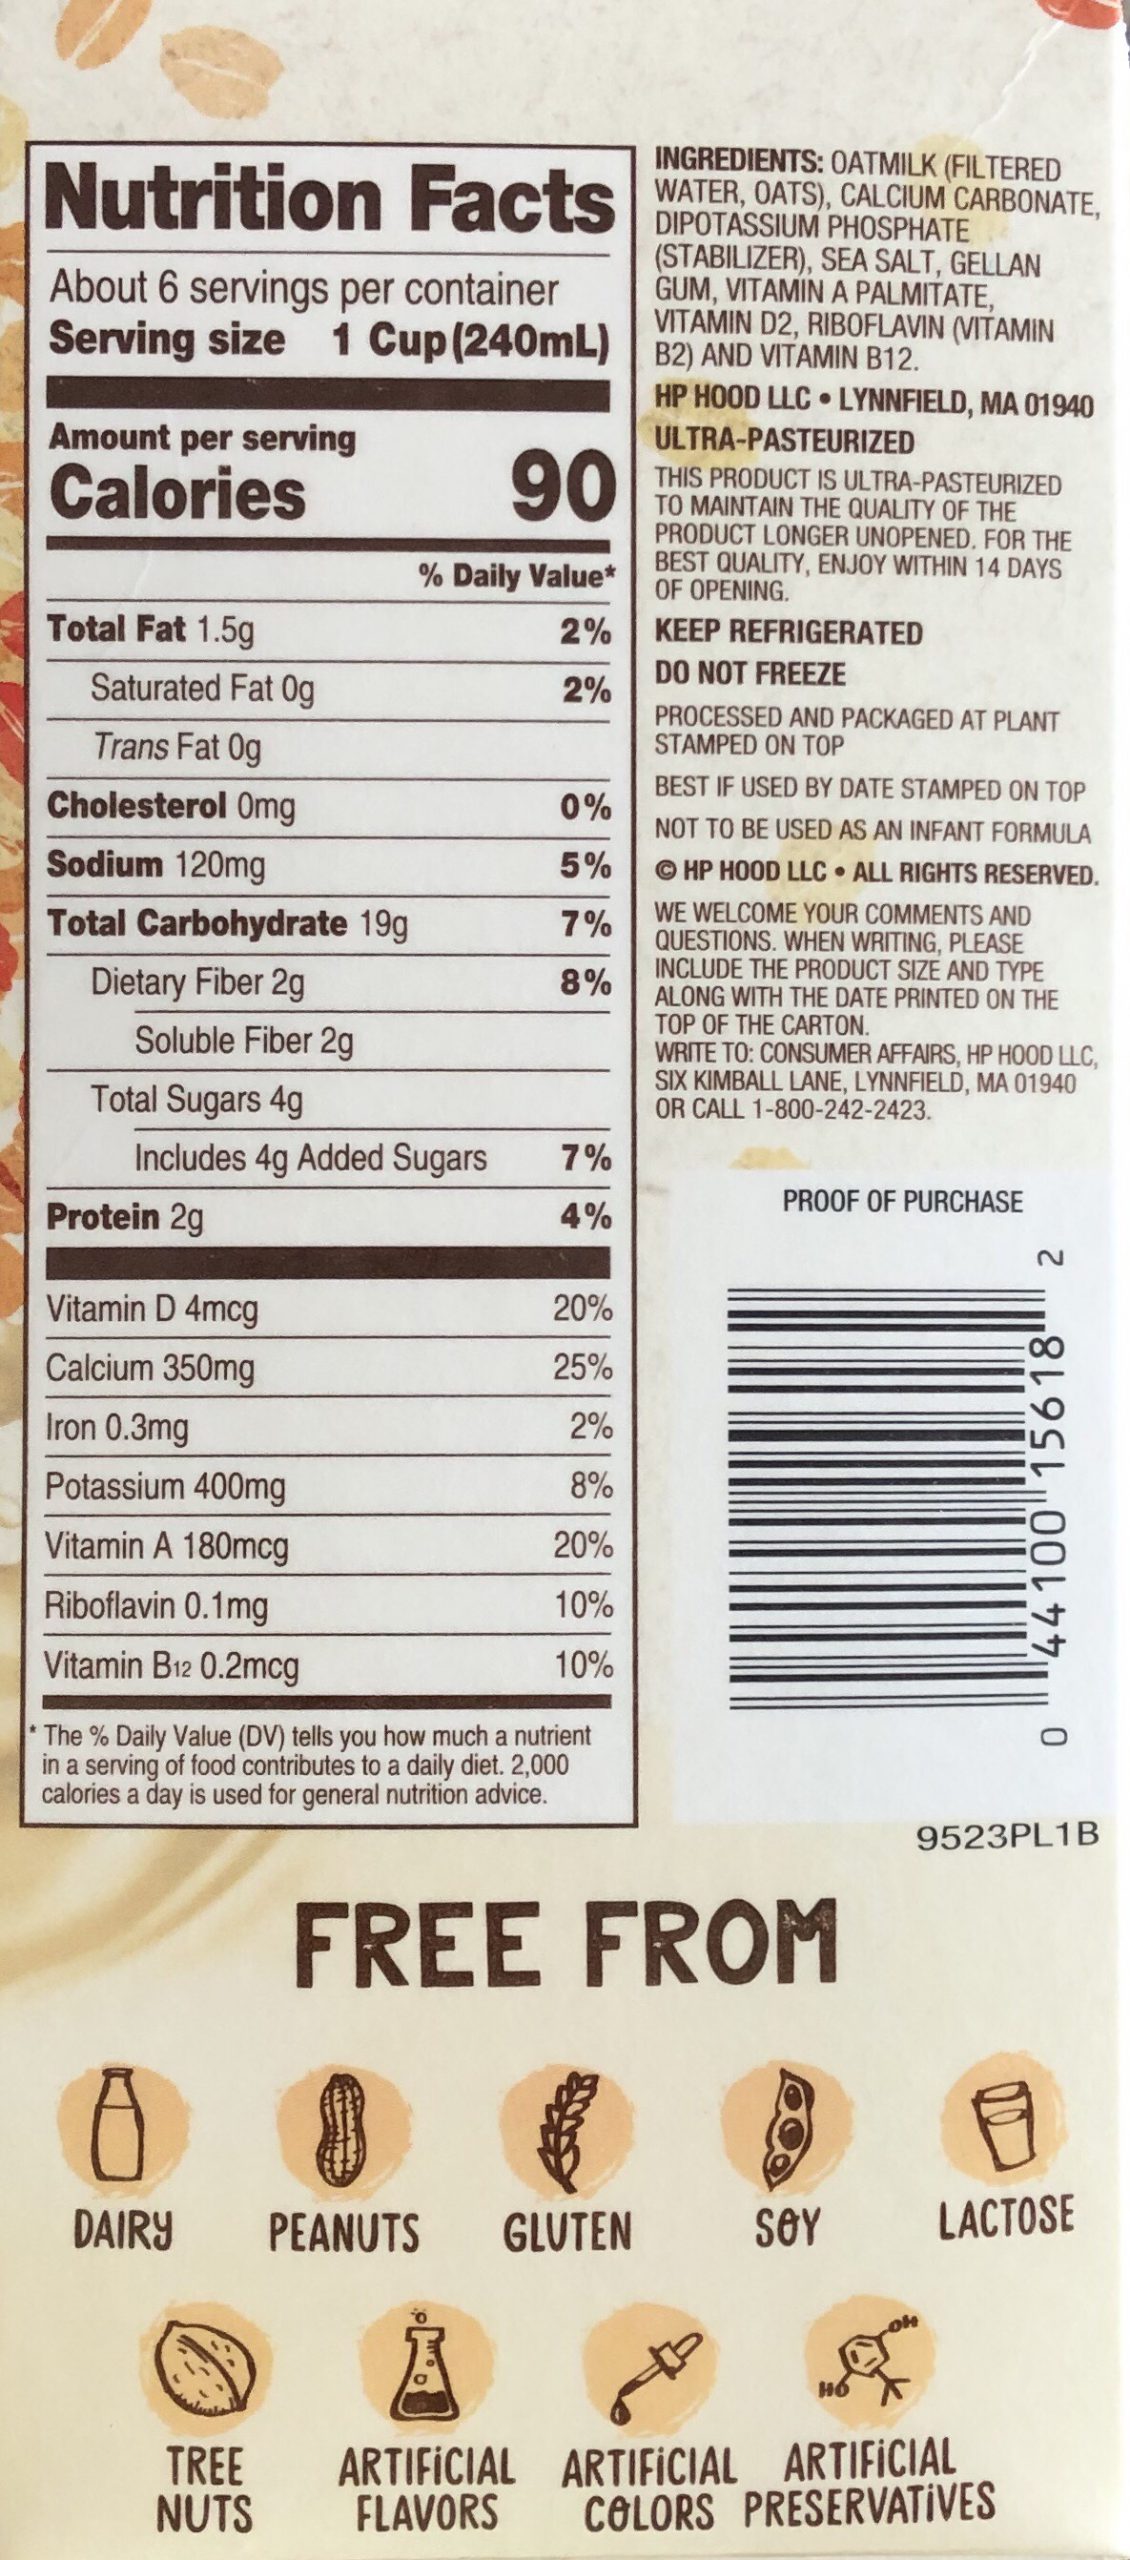 Nutrition Facts
About 6 servings per container
Serving size 1 Cup (240mL)
Amount per serving
Calories 90
% Daily Value*
Total Fat 1.5g 2%
Saturated Fat 0g 2%
Trans Fat 0g
Cholesterol 0mg 0%
Sodium 120mg 5%
Total Carbohydrate 19g 7%
Dietary Fiber 2g 8%
Soluble Fiber 2g
Total Sugars 4g
Includes 4g Added Sugars 7%
Protein 2g 4%
Vitamin D 4mcg 20%
Calcium 350mg 25%
Iron 0.3mg 2%
Potassium 400mg 8%
Vitamin A 180mcg 20%
Riboflavin 0.1mg 10%
Vitamin B12 0.2mcg 10%
* The % Daily Value (DV) tells you how much a nutrient
in a serving of food contributes to a daily diet. 2,000
calories a day is used for general nutrition advice.
INGREDIENTS: OATMILK (FILTERED
WATER, OATS), CALCIUM CARBONATE,
DIPOTASSIUM PHOSPHATE
(STABILIZER), SEA SALT, GELLAN
GUM, VITAMIN A PALMITATE,
VITAMIN D2, RIBOFLAVIN (VITAMIN
B2) AND VITAMIN B12.
HP HOOD LLC • LYNNFIELD, MA 01940
ULTRA-PASTEURIZED
THIS PRODUCT IS ULTRA-PASTEURIZED
TO MAINTAIN THE QUALITY OF THE
PRODUCT LONGER UNOPENED. FOR THE
BEST QUALITY, ENJOY WITHIN 14 DAYS
OF OPENING.
KEEP REFRIGERATED
DO NOT FREEZE
PROCESSED AND PACKAGED AT PLANT
STAMPED ON TOP
BEST IF USED BY DATE STAMPED ON TOP
NOT TO BE USED AS AN INFANT FORMULA
© HP HOOD LLC • ALL RIGHTS RESERVED.
WE WELCOME YOUR COMMENTS AND
QUESTIONS. WHEN WRITING, PLEASE
INCLUDE THE PRODUCT SIZE AND TYPE
ALONG WITH THE DATE PRINTED ON THE
TOP OF THE CARTON.
WRITE TO: CONSUMER AFFAIRS, HP HOOD LLC,
SIX KIMBALL LANE, LYNNFIELD, MA 01940
OR CALL 1-800-242-2423.
PROOF OF PURCHASE
0 44100 15618 2
9523PL1B
FREE FROM
DAIRY PEANUTS GLUTEN SOY LACTOSE
OH
HO
TREE ARTIFICIAL ARTIFICIAL ARTIFICIAL
NUTS FLAVORS COLORS PRESERVATIVES